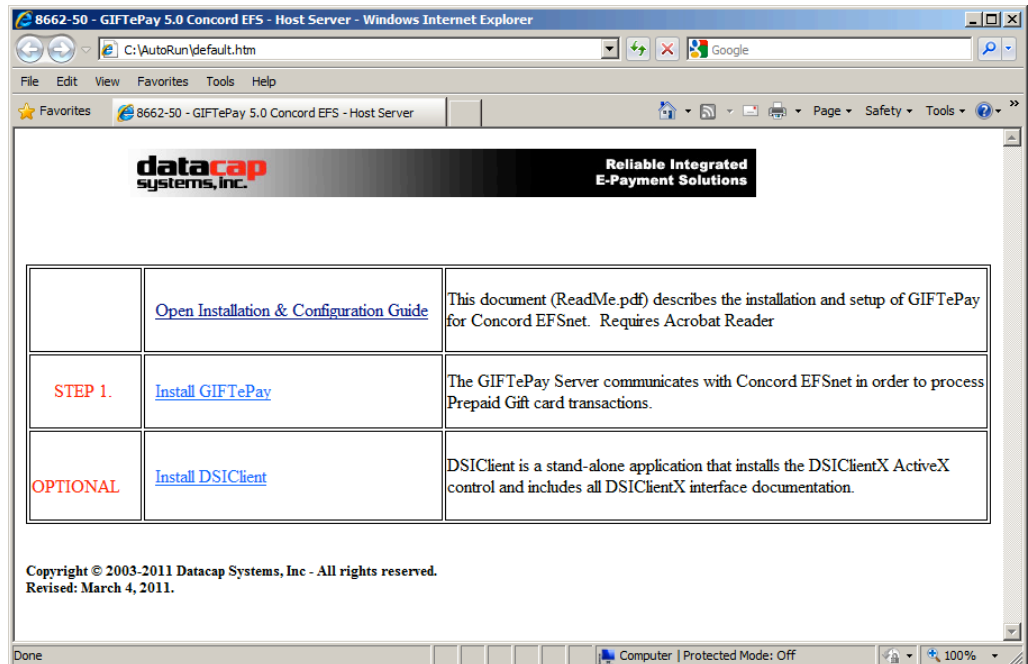 8662-50 - GIFTePay 5.0 Concord EFS - Host Server - Windows Internet Explorer
C:\AutoRun\default.htm
Google
File Edit View Favorites Tools Help
Favorites
8662-50 - GIFTePay 5.0 Concord EFS - Host Server
Page Safety Tools
datacap
systems, inc.
Reliable Integrated
E-Payment Solutions
Open Installation & Configuration Guide
This document (ReadMe.pdf) describes the installation and setup of GIFTePay
for Concord EFSnet. Requires Acrobat Reader
STEP 1.
Install GIFTePay
The GIFTePay Server communicates with Concord EFSnet in order to process
Prepaid Gift card transactions.
OPTIONAL
Install DSIClient
DSIClient is a stand-alone application that installs the DSIClientX ActiveX
control and includes all DSIClientX interface documentation.
Copyright © 2003-2011 Datacap Systems, Inc - All rights reserved.
Revised: March 4, 2011.
Done
Computer | Protected Mode: Off
100%